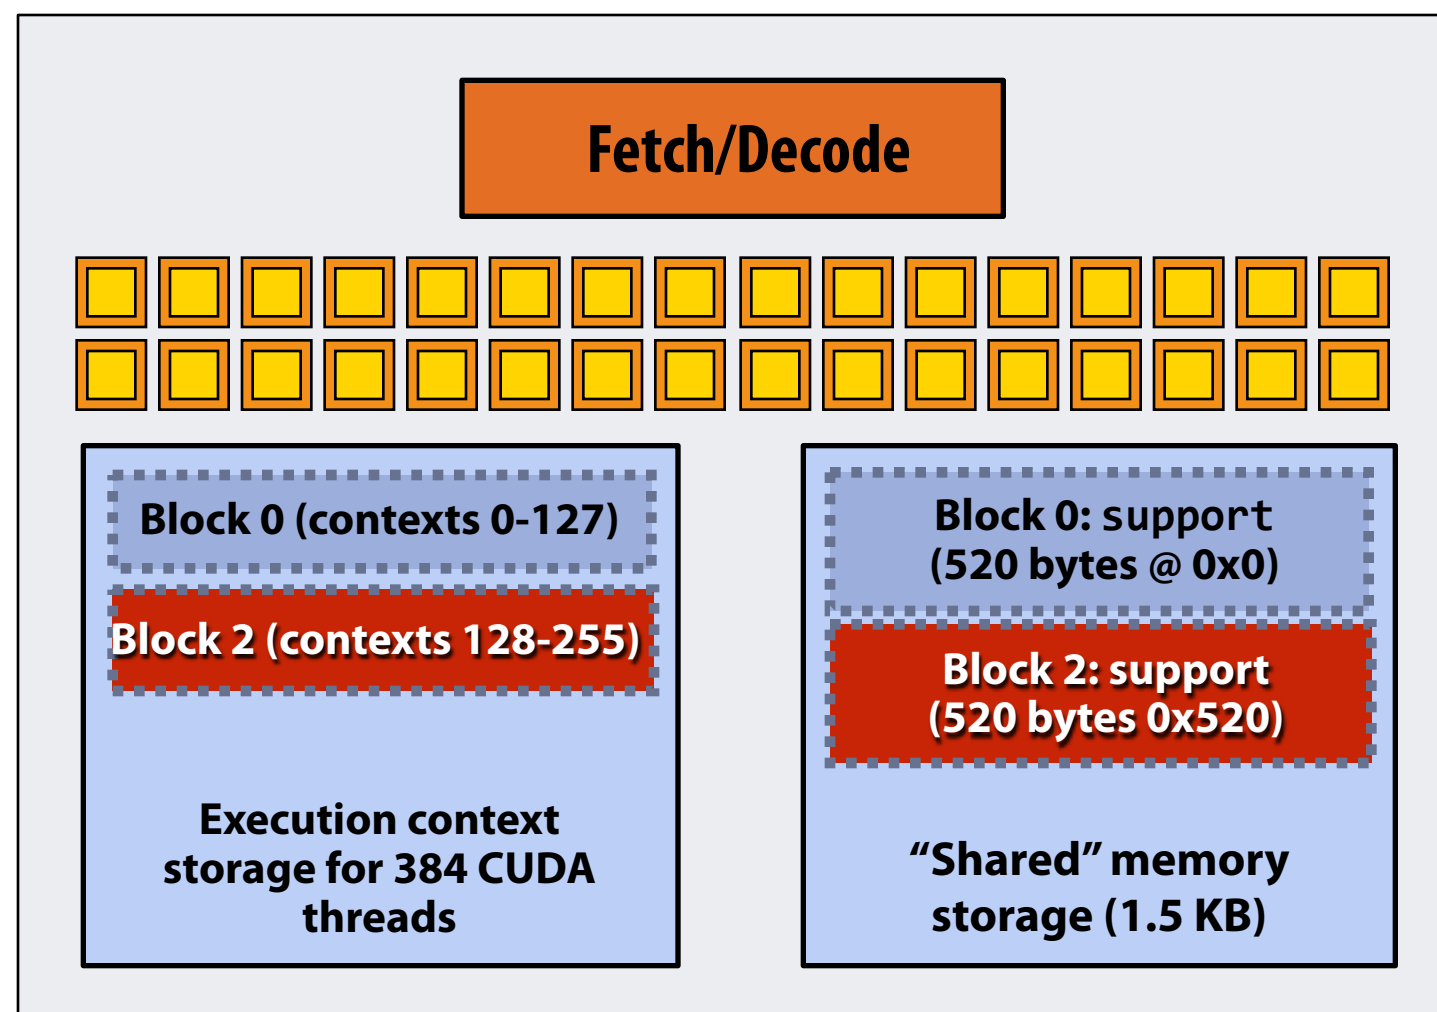 Fetch/Decode
Block 0 (contexts 0-127)
Block 2 (contexts 128-255)
Execution context
storage for 384 CUDA
threads
Block 0: support
(520 bytes @ 0x0)
Block 2: support
(520 bytes 0x520)
“Shared” memory
storage (1.5 KB)